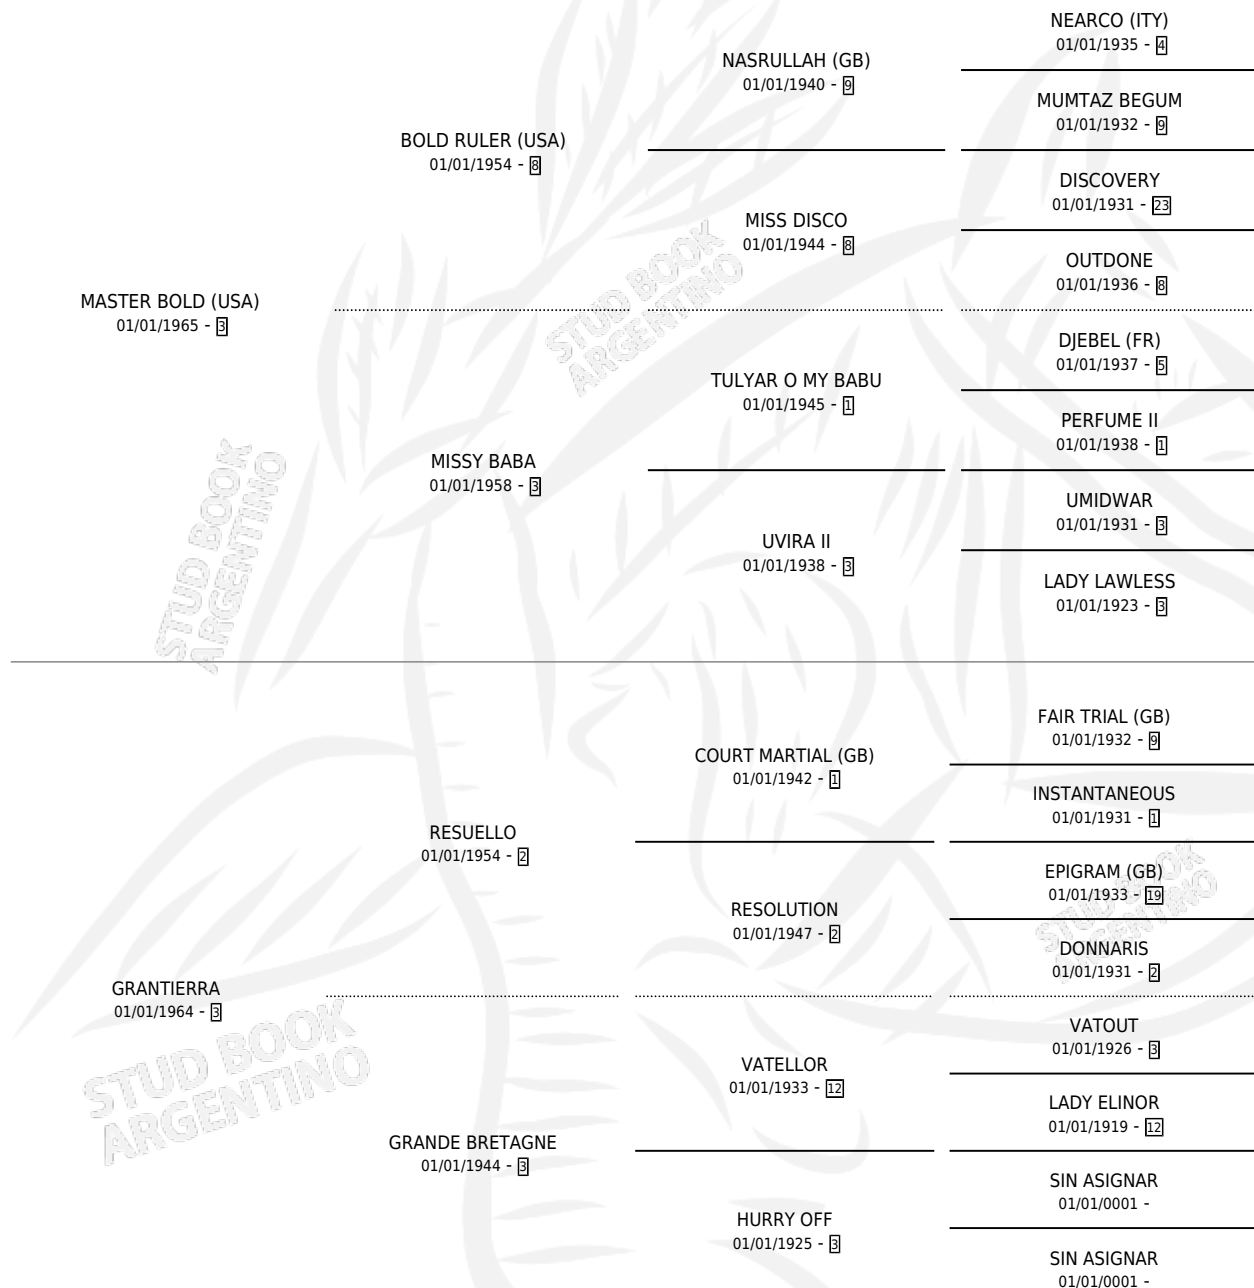 NEARCO (ITY)
01/01/1935 - 4
NASRULLAH (GB)
01/01/1940 - 9
MUMTAZ BEGUM
01/01/1932 - 9
BOLD RULER (USA)
01/01/1954 - 8
DISCOVERY
01/01/1931 - 23
MISS DISCO
01/01/1944 - 8
OUTDONE
01/01/1936 - 8
MASTER BOLD (USA)
01/01/1965 - 3
STUD BOOK
ARGENTINO
DJEBEL (FR)
01/01/1937 - 5
TULYAR O MY BABU
01/01/1945 - 1
PERFUME II
01/01/1938 - 1
MISSY BABA
01/01/1958 - 3
UMIDWAR
01/01/1931 - 3
UVIRA II
01/01/1938 - 3
LADY LAWLESS
01/01/1923 - 3
STUD BOOK
ARGENTINO
FAIR TRIAL (GB)
01/01/1932 - 9
COURT MARTIAL (GB)
01/01/1942 - 1
INSTANTANEOUS
01/01/1931 - 1
RESUELLO
01/01/1954 - 2
EPIGRAM (GB)
01/01/1933 - 19
RESOLUTION
01/01/1947 - 2
DONNARIS
01/01/1931 - 2
STUD BOOK
ARGENTINO
GRANTIERRA
01/01/1964 - 3
VATOUT
01/01/1926 - 3
VATELLOR
01/01/1933 - 12
LADY ELINOR
01/01/1919 - 12
STUD BOOK
ARGENTINO
GRANDE BRETAGNE
01/01/1944 - 3
SIN ASIGNAR
01/01/0001 -
HURRY OFF
01/01/1925 - 3
SIN ASIGNAR
01/01/0001 -